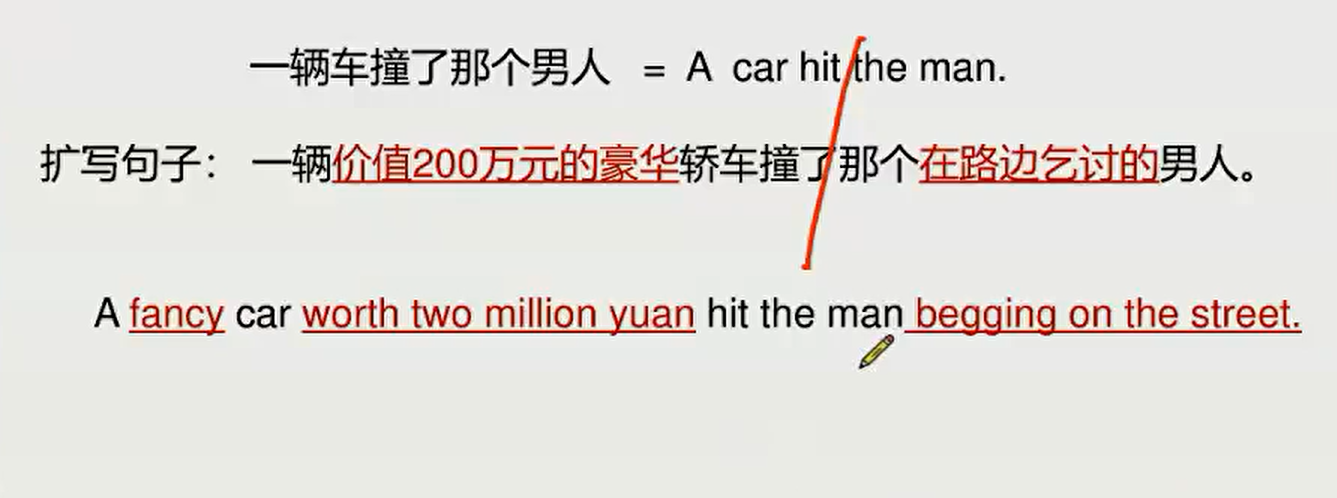 一辆车撞了那个男人 = A car hit the man.
扩写句子： 一辆价值200万元的豪华轿车撞了那个在路边乞讨的男人。
A fancy car worth two million yuan hit the man begging on the street.